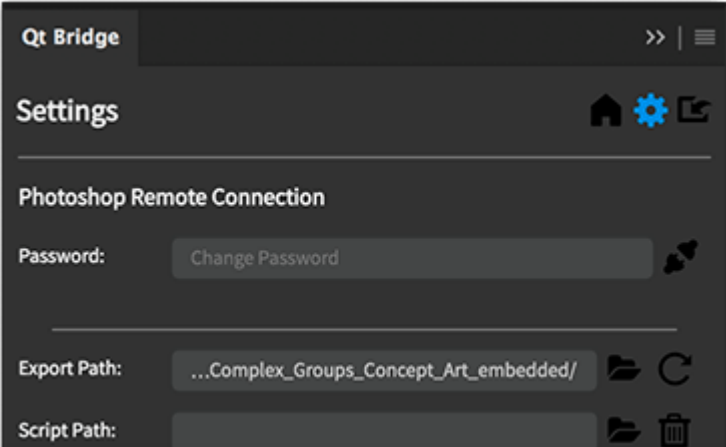 Qt Bridge
Settings
Photoshop Remote Connection
Password: Change Password
Export Path: ...Complex_Groups_Concept_Art_embedded/
Script Path: